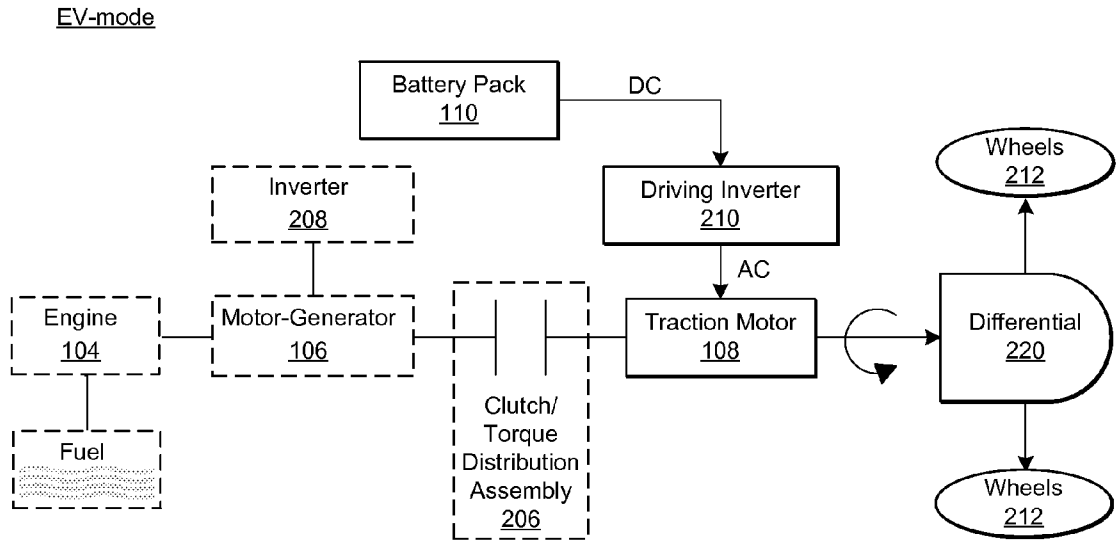 EV-mode
Battery Pack
110
DC
Inverter
208
Driving Inverter
210
Wheels
212
AC
Engine
104
Motor-Generator
106
Traction Motor
108
Differential
220
Clutch/
Torque
Distribution
Assembly
206
Fuel
Wheels
212